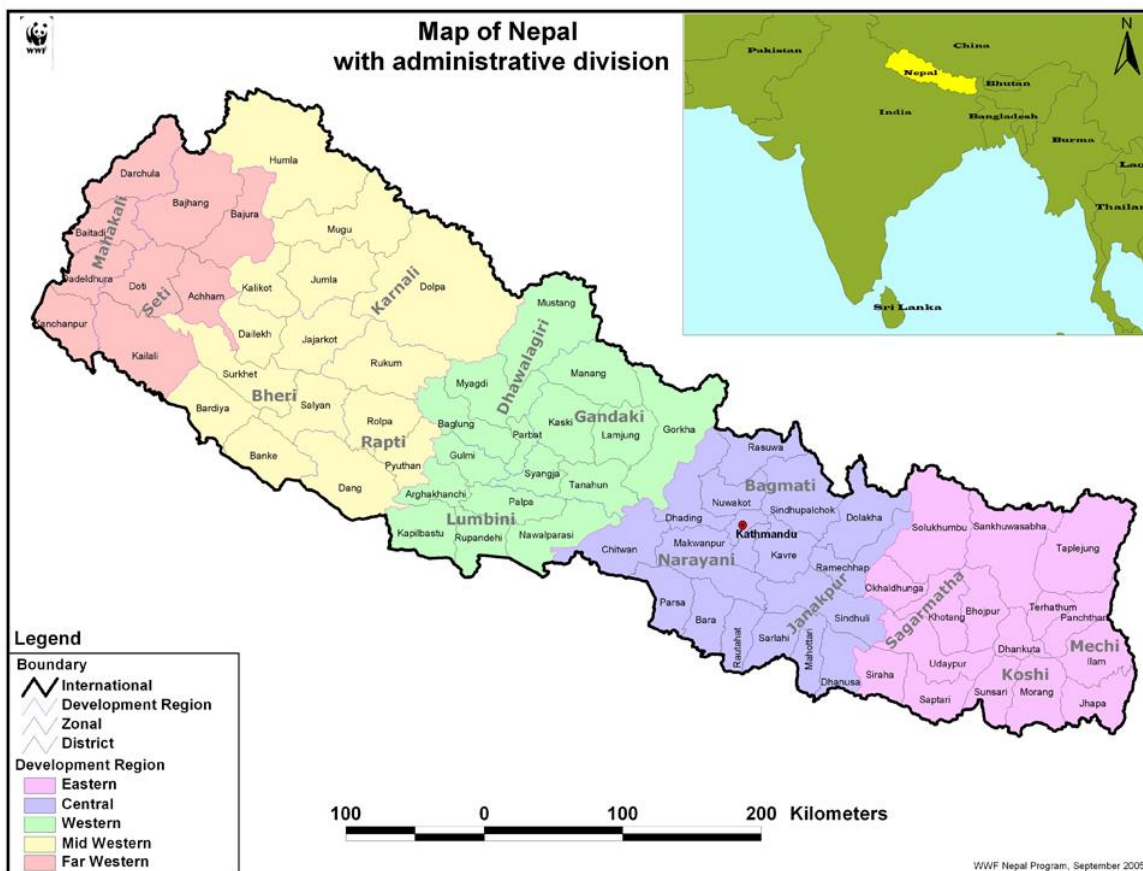 WWF
Map of Nepal
with administrative division
N
Pakistan
China
Nepal
Bhutan
India
Bangladesh
Burma
Lao
Thailan
Sri Lanka
Humla
Darchula
Bajhang
Bajura
Mugu
Baitadi
Mahakali
Jumla
Karnali
Dolpa
Dadeldhura
Doti
Seti
Achham
Kalikot
Mustang
Kanchanpur
Dailekh
Jajarkot
Kailali
Rukum
Dhawalagiri
Surkhet
Myagdi
Manang
Bheri
Salyan
Bardiya
Rolpa
Baglung
Parbat
Kaski
Gandaki
Lamjung
Gorkha
Rapti
Banke
Pyuthan
Gulmi
Syangja
Rasuwa
Dang
Tanahun
Bagmati
Arghakhanchi
Palpa
Nuwakot
Sindhupalchok
Lumbini
Dhading
Dolakha
Solukhumbu
Sankhuwasabha
Kapilbastu
Rupandehi
Nawalparasi
Kathmandu
Chitwan
Makwanpur
Kavre
Taplejung
Narayani
Ramechhap
Okhaldhunga
Sagarmatha
Parsa
Janakpur
Khotang
Bhojpur
Terhathum
Panchthar
Bara
Sindhuli
Rautahat
Sarlahi
Mahottari
Dhankuta
Mechi
Ilam
Dhanusa
Siraha
Udaypur
Koshi
Saptari
Sunsari
Morang
Jhapa
Legend
Boundary
International
Development Region
Zonal
District
Development Region
Eastern
Central
Western
Mid Western
Far Western
100 0 100 200 Kilometers
WWF Nepal Program, September 2005